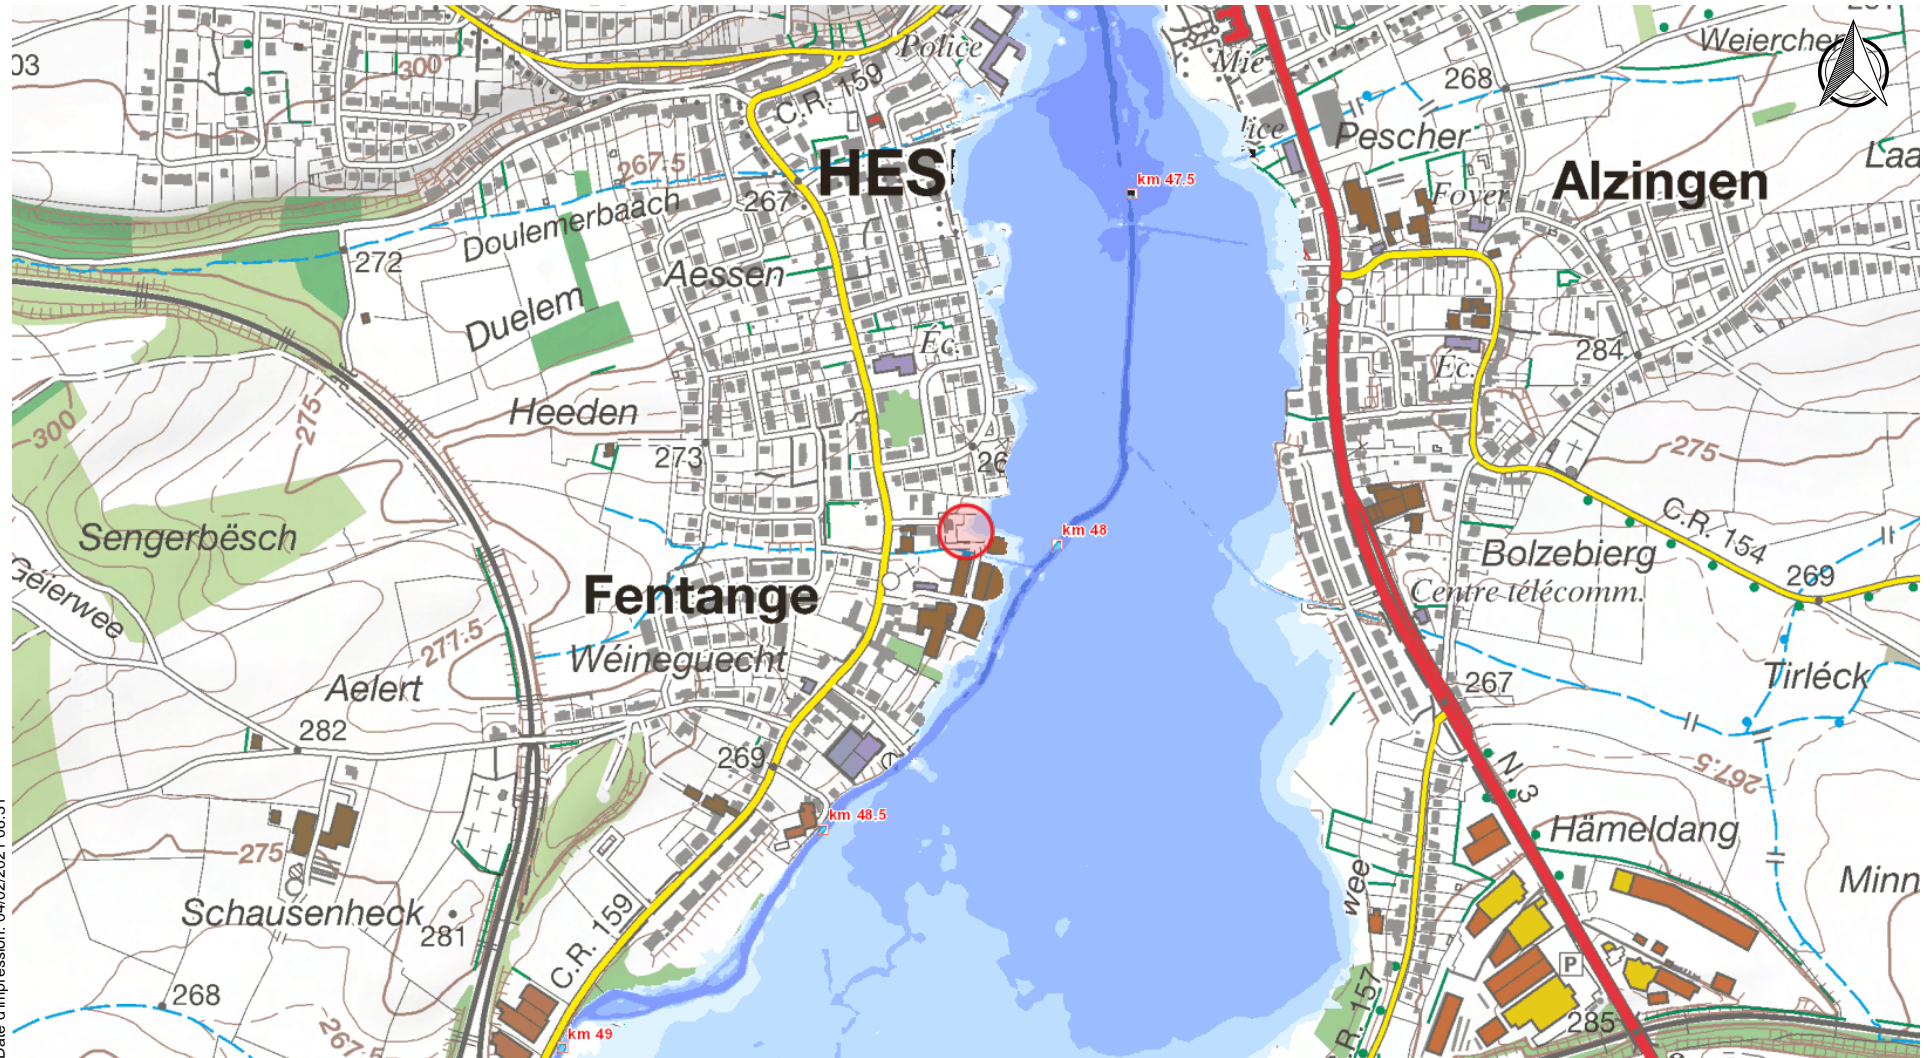 Police
Weiercher
03
300
C.R. 159
Mie
268
lice
Pescher
HES
267.5
267
km 47.5
Foyer
Alzingen
Laa
Doulemerbaach
272
Aessen
Duelem
Éc.
Éc.
284
275
300
Heeden
273
26
275
Sengerbësch
km 48
C.R. 154
Bolzebierg
269
Géierwee
Fentange
Centre télécomm.
277.5
Wéineguecht
Aelert
267
Tirléck
282
269
N. 3
267.5
km 48.5
Hämeldang
275
wee
Minn
Schausenheck
281
C.R. 159
P
268
R. 157
285
267.5
km 49